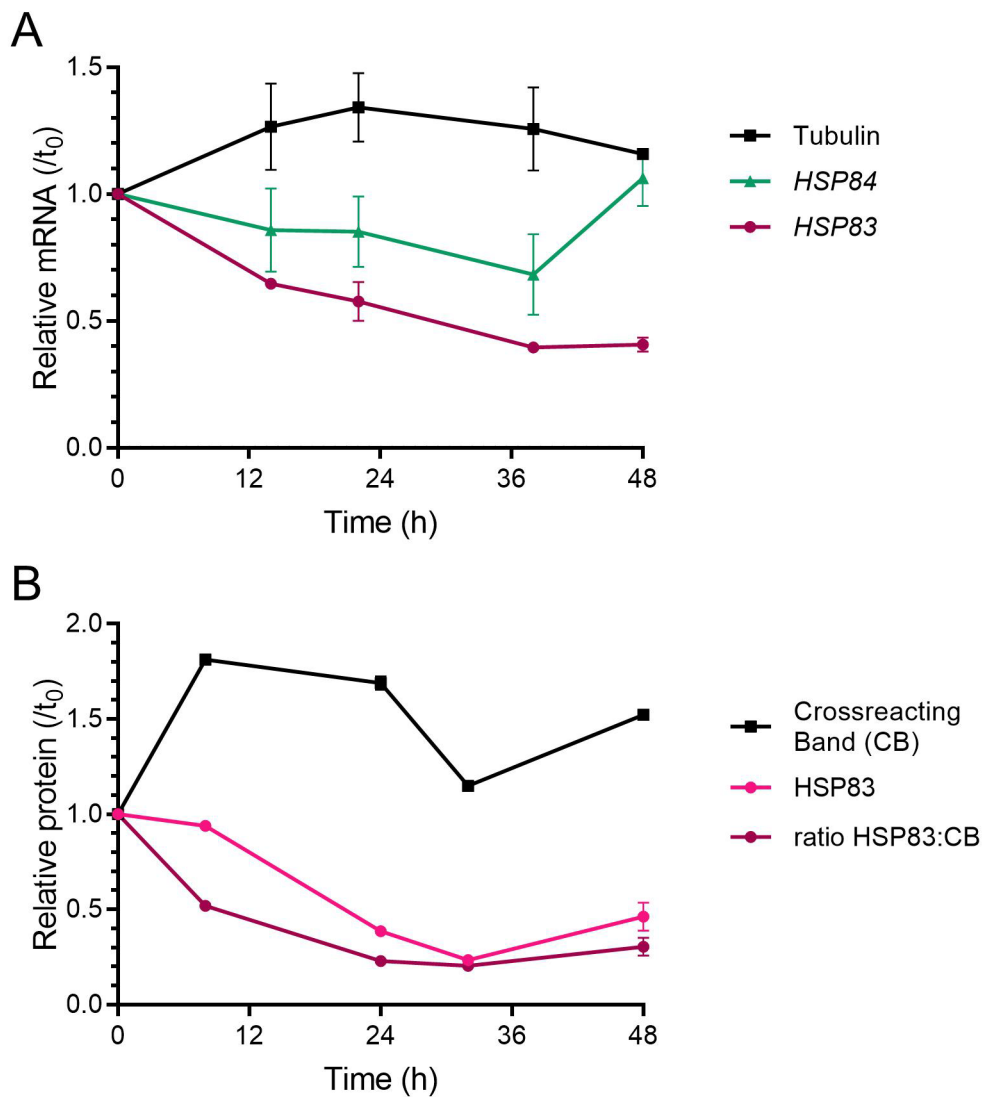 A
1.5
1.0
0.5
0.0
Relative mRNA (/t0)
0
12
24
36
48
Time (h)
Tubulin
HSP84
HSP83
B
2.0
1.5
1.0
0.5
0.0
Relative protein (/t0)
0
12
24
36
48
Time (h)
Crossreacting
Band (CB)
HSP83
ratio HSP83:CB